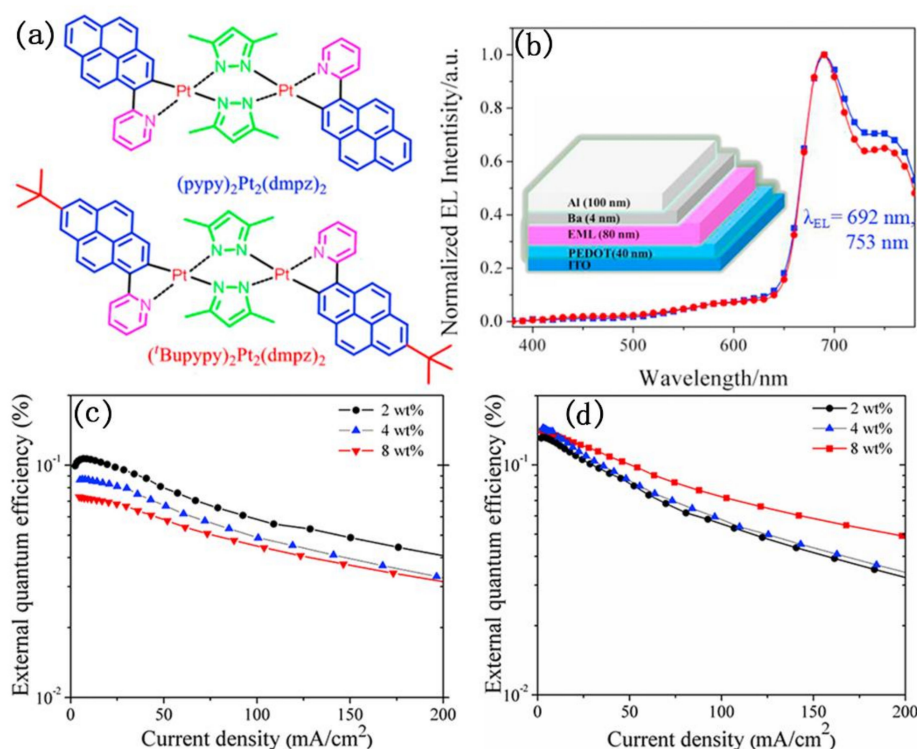 (a)
N N
N
Pt
Pt
N N
N
(pypy)₂Pt₂(dmpz)₂
N N
N
Pt
Pt
N N
N
(ᵗBupypy)₂Pt₂(dmpz)₂
(b)
Normalized EL Intentisity/a.u.
1.0
0.8
0.6
0.4
0.2
0.0
Al (100 nm)
Ba (4 nm)
EML (80 nm)
PEDOT(40 nm)
ITO
λEL = 692 nm,
753 nm
400 500 600 700 800
Wavelength/nm
(c)
2 wt%
4 wt%
8 wt%
External quantum efficiency (%)
10⁻¹
10⁻²
0 50 100 150 200
Current density (mA/cm²)
(d)
2 wt%
4 wt%
8 wt%
External quantum efficiency (%)
10⁻¹
10⁻²
0 50 100 150 200
Current density (mA/cm²)